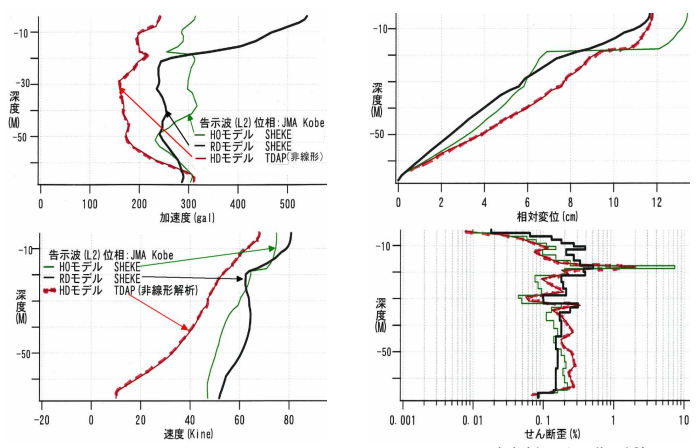 -10
-30
-50
深度(M)
告示波(L2)位相:JMA Kobe
HOモデル SHEKE
RDモデル SHEKE
HDモデル TDAP(非線形)
0 100 200 300 400 500
加速度(gal)
-10
-50
深度(M)
0 2 4 6 8 10 12
相対変位(cm)
告示波(L2)位相:JMA Kobe
HOモデル SHEKE
RDモデル SHEKE
HDモデル TDAP(非線形解析)
-10
-50
深度(M)
-20 0 20 40 60 80
速度(Kine)
-10
-50
深度(M)
0.001 0.01 0.1 1 10
せん断歪(%)